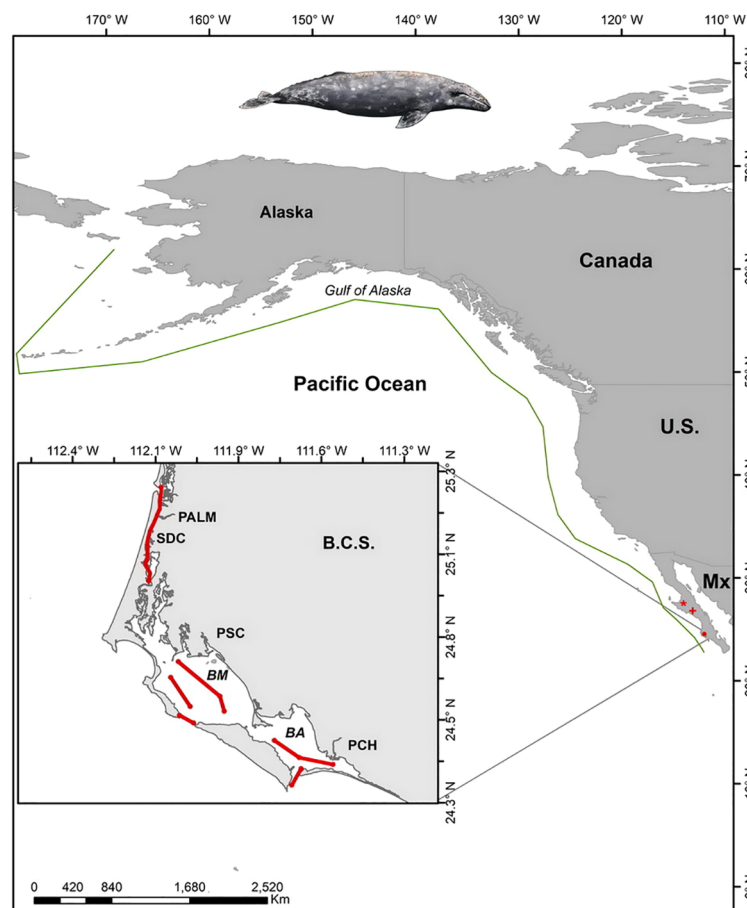 170° W 160° W 150° W 140° W 130° W 120° W 110° W
70° N
Alaska
Canada
Gulf of Alaska
50° N
Pacific Ocean
U.S.
112.4° W 112.1° W 111.9° W 111.6° W 111.3° W
25.3° N
PALM
SDC
B.C.S.
25.1° N
Mx
24.8° N
PSC
BM
24.5° N
BA
PCH
24.3° N
0 420 840 1,680 2,520
Km